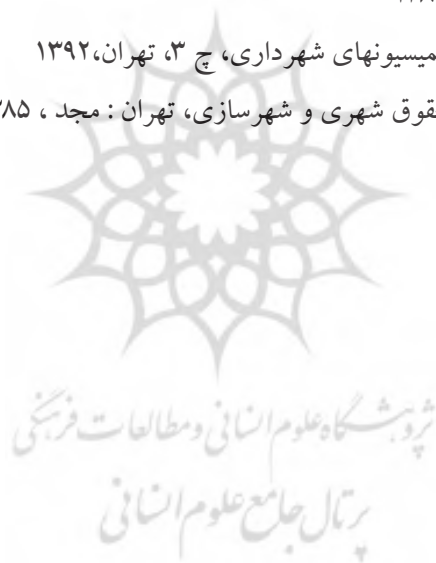 میسیونهای شهرداری، چ ۳، تهران،۱۳۹۲
قوق شهری و شهرسازی، تهران : مجد ، ۸۵
پژوهشگاه علوم انسانی و مطالعات فرهنگی
پرتال جامع علوم انسانی